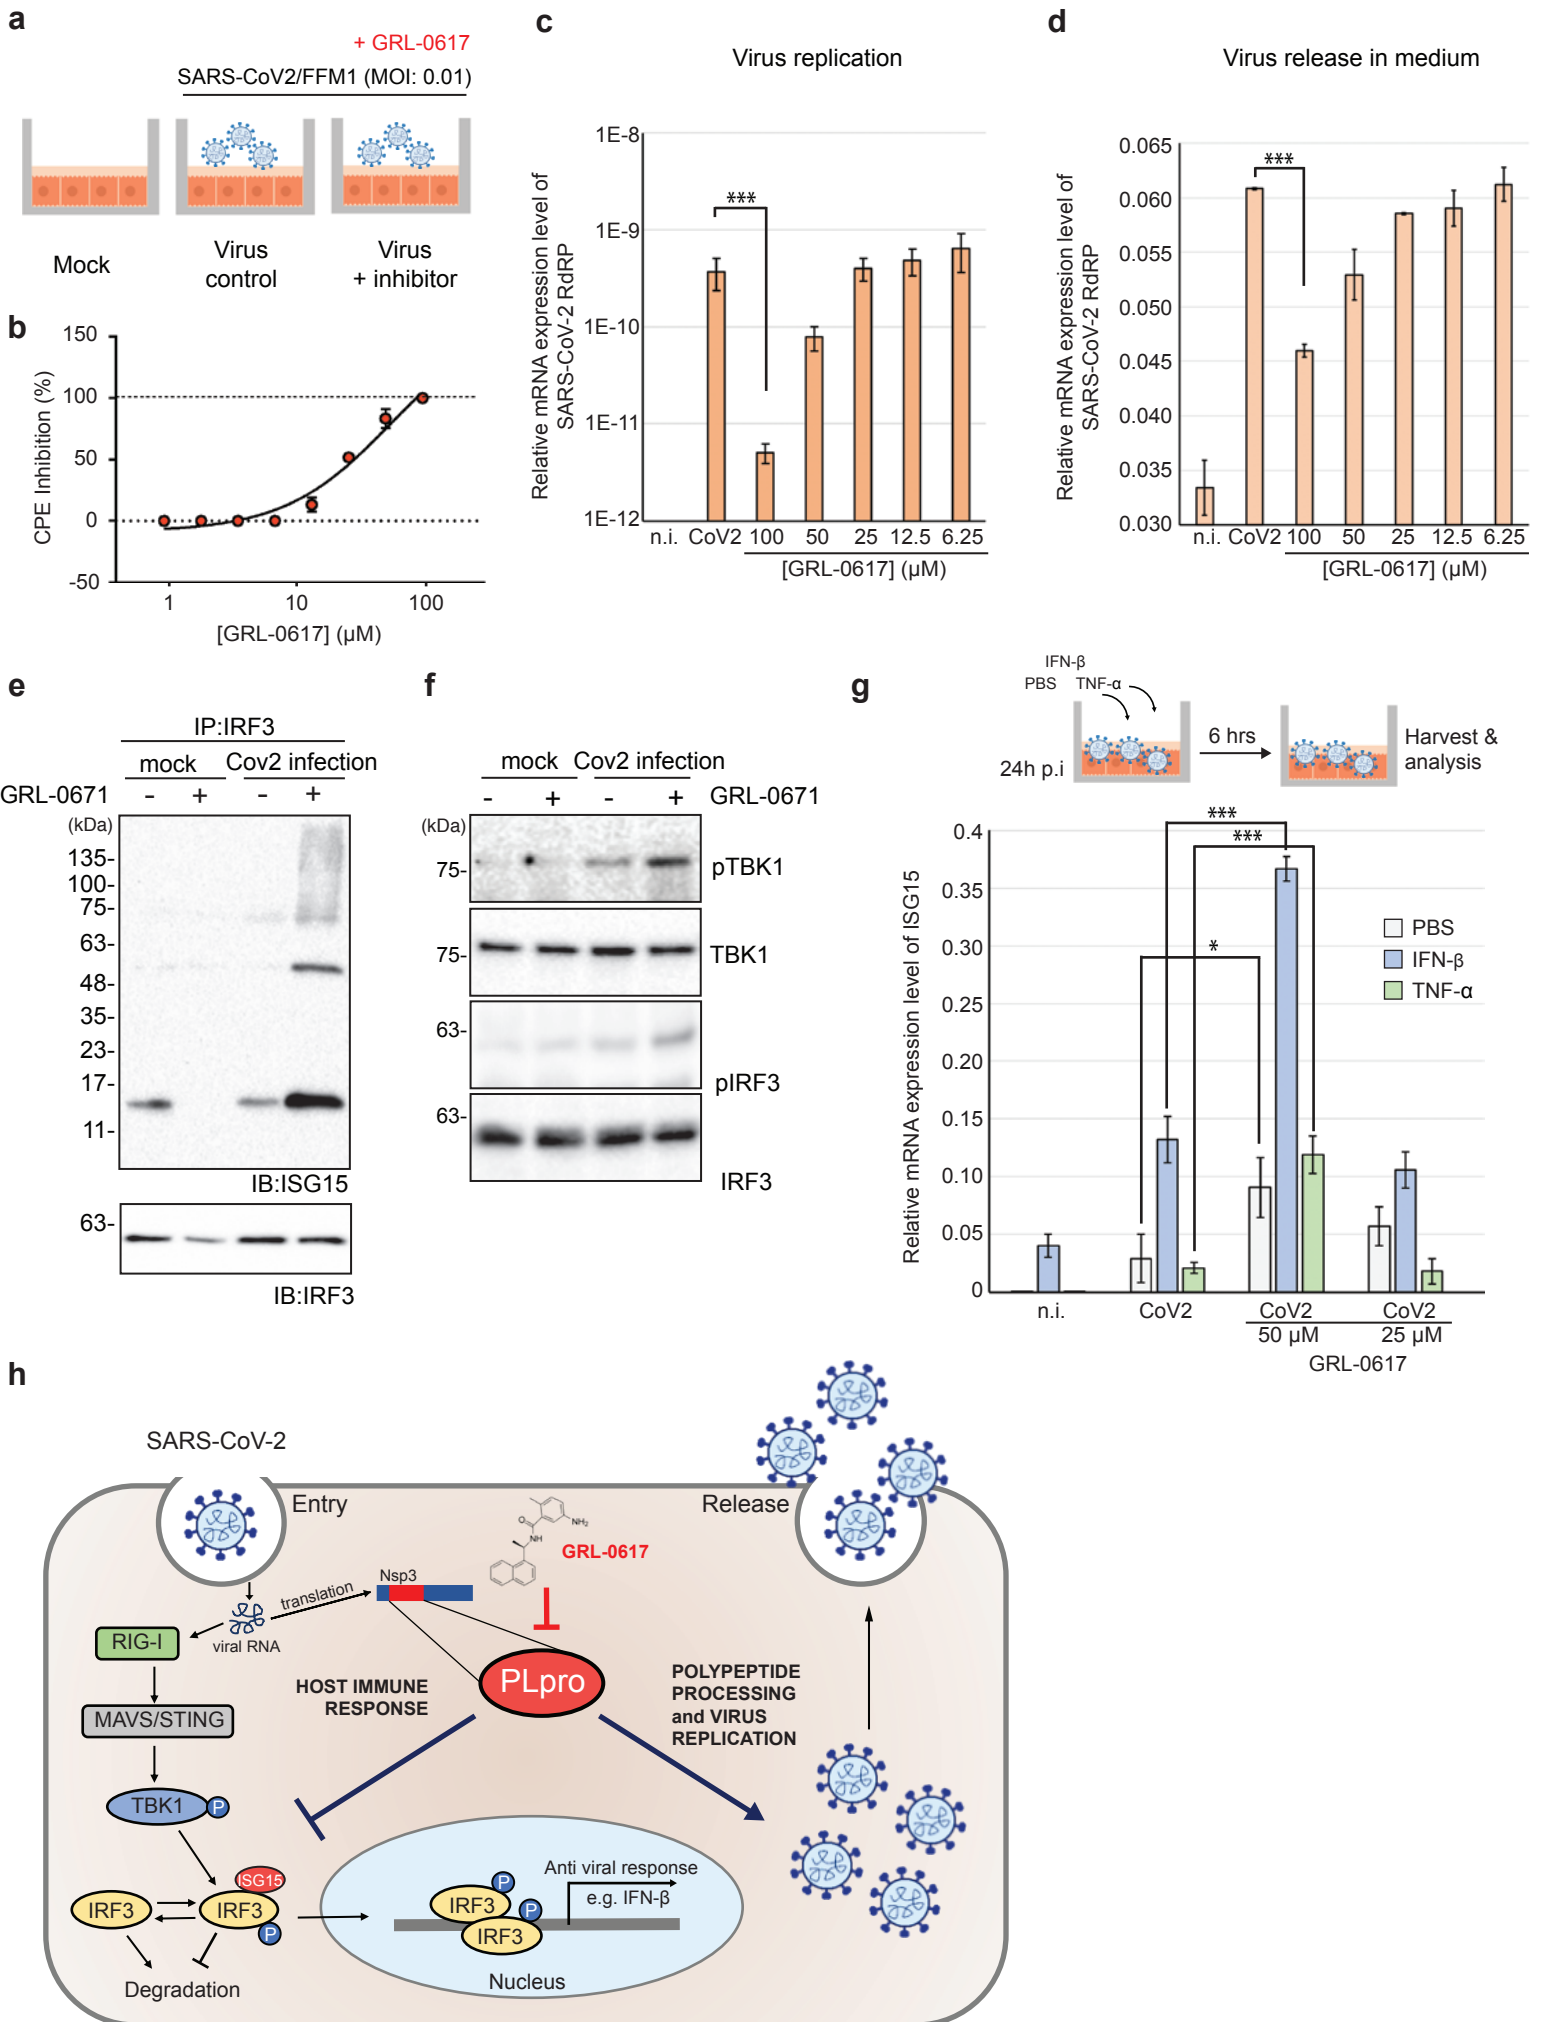 a
+ GRL-0617
SARS-CoV2/FFM1 (MOI: 0.01)
Mock
Virus
control
Virus
+ inhibitor
b
CPE Inhibition (%)
150
100
50
0
-50
1
10
100
[GRL-0617] (µM)
c
Virus replication
Relative mRNA expression level of
SARS-CoV-2 RdRP
1E-8
1E-9
1E-10
1E-11
1E-12
***
n.i. CoV2 100 50 25 12.5 6.25
[GRL-0617] (µM)
d
Virus release in medium
Relative mRNA expression level of
SARS-CoV-2 RdRP
0.065
0.060
0.055
0.050
0.045
0.040
0.035
0.030
***
n.i. CoV2 100 50 25 12.5 6.25
[GRL-0617] (µM)
e
IP:IRF3
mock Cov2 infection
GRL-0671 - + - +
(kDa)
135-
100-
75-
63-
48-
35-
23-
17-
11-
IB:ISG15
63-
IB:IRF3
f
mock Cov2 infection
- + - + GRL-0671
(kDa)
75-
pTBK1
75-
TBK1
63-
pIRF3
63-
IRF3
g
IFN-β
PBS TNF-α
24h p.i
6 hrs
Harvest &
analysis
Relative mRNA expression level of ISG15
0.4
0.35
0.30
0.25
0.20
0.15
0.10
0.05
0
***
***
*
PBS
IFN-β
TNF-α
n.i. CoV2 CoV2 CoV2
50 µM 25 µM
GRL-0617
h
SARS-CoV-2
Entry
Release
NH₂
O
NH
GRL-0617
Nsp3
translation
viral RNA
RIG-I
MAVS/STING
TBK1 P
HOST IMMUNE
RESPONSE
PLpro
POLYPEPTIDE
PROCESSING
and VIRUS
REPLICATION
ISG15
IRF3
IRF3
P
Degradation
IRF3 P
IRF3 P
Anti viral response
e.g. IFN-β
Nucleus